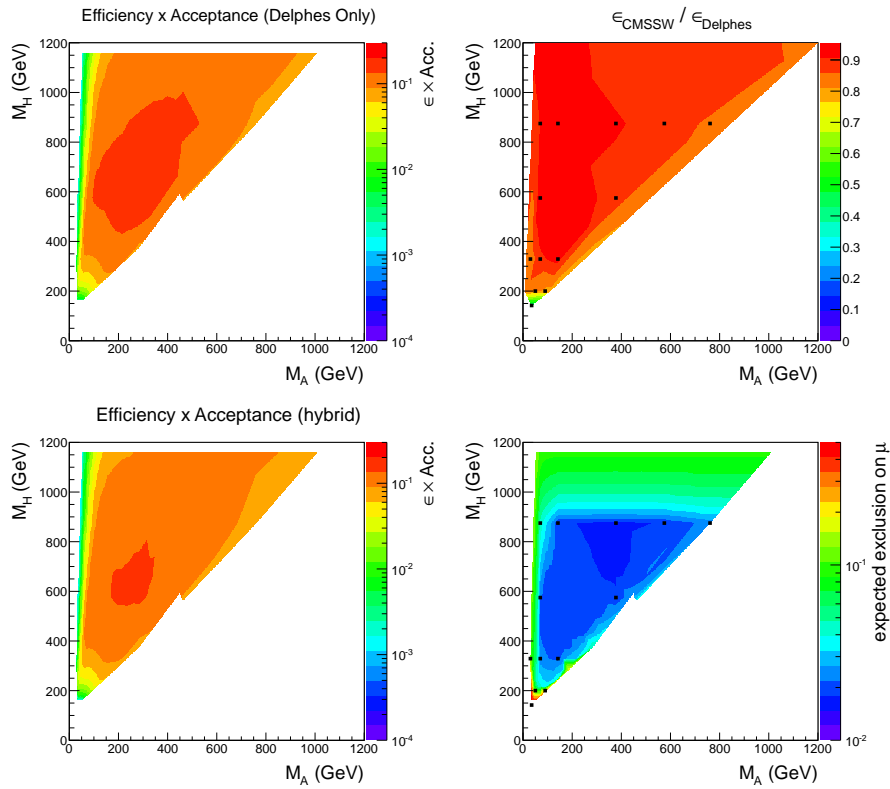 Efficiency x Acceptance (Delphes Only)
M_H (GeV)
1200
1000
800
600
400
200
0
0 200 400 600 800 1000 1200
M_A (GeV)
10^-1
10^-2
10^-3
10^-4
ϵ × Acc.
ϵ_CMSSW / ϵ_Delphes
M_H (GeV)
1200
1000
800
600
400
200
0
0 200 400 600 800 1000 1200
M_A (GeV)
0.9
0.8
0.7
0.6
0.5
0.4
0.3
0.2
0.1
0
Efficiency x Acceptance (hybrid)
M_H (GeV)
1200
1000
800
600
400
200
0
0 200 400 600 800 1000 1200
M_A (GeV)
10^-1
10^-2
10^-3
10^-4
ϵ × Acc.
M_H (GeV)
1200
1000
800
600
400
200
0
0 200 400 600 800 1000 1200
M_A (GeV)
10^-1
10^-2
expected exclusion on μ